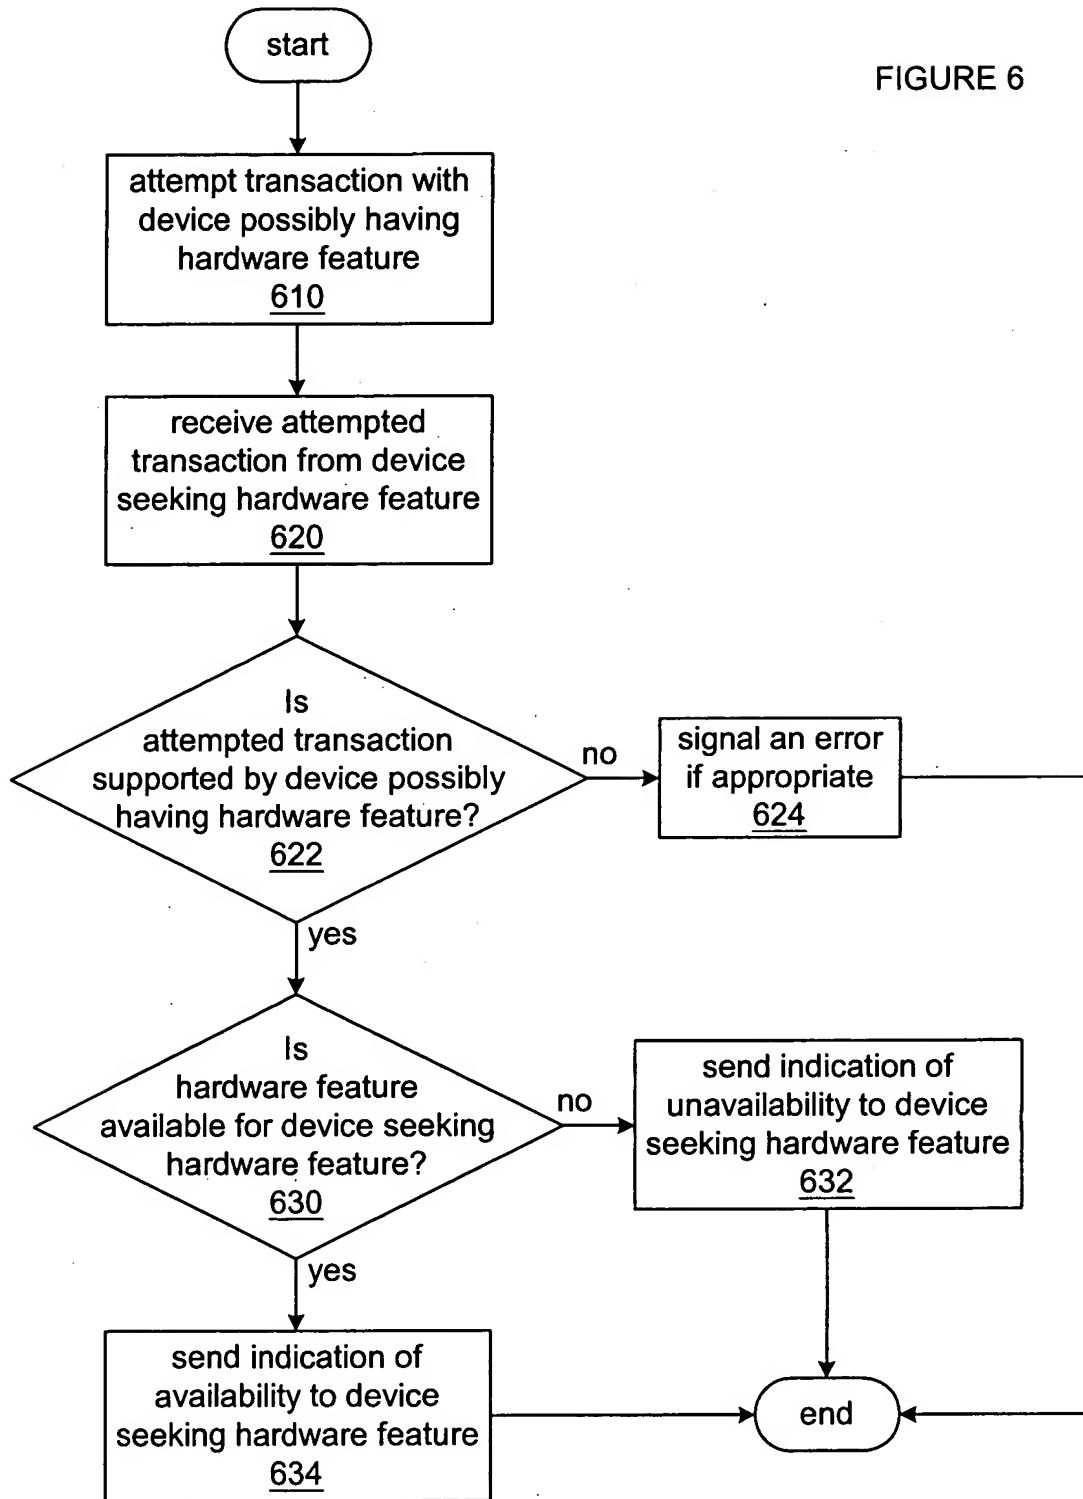 start
FIGURE 6
attempt transaction with
device possibly having
hardware feature
610
receive attempted
transaction from device
seeking hardware feature
620
Is
attempted transaction
supported by device possibly
having hardware feature?
622
no
signal an error
if appropriate
624
yes
Is
hardware feature
available for device seeking
hardware feature?
630
no
send indication of
unavailability to device
seeking hardware feature
632
yes
send indication of
availability to device
seeking hardware feature
634
end